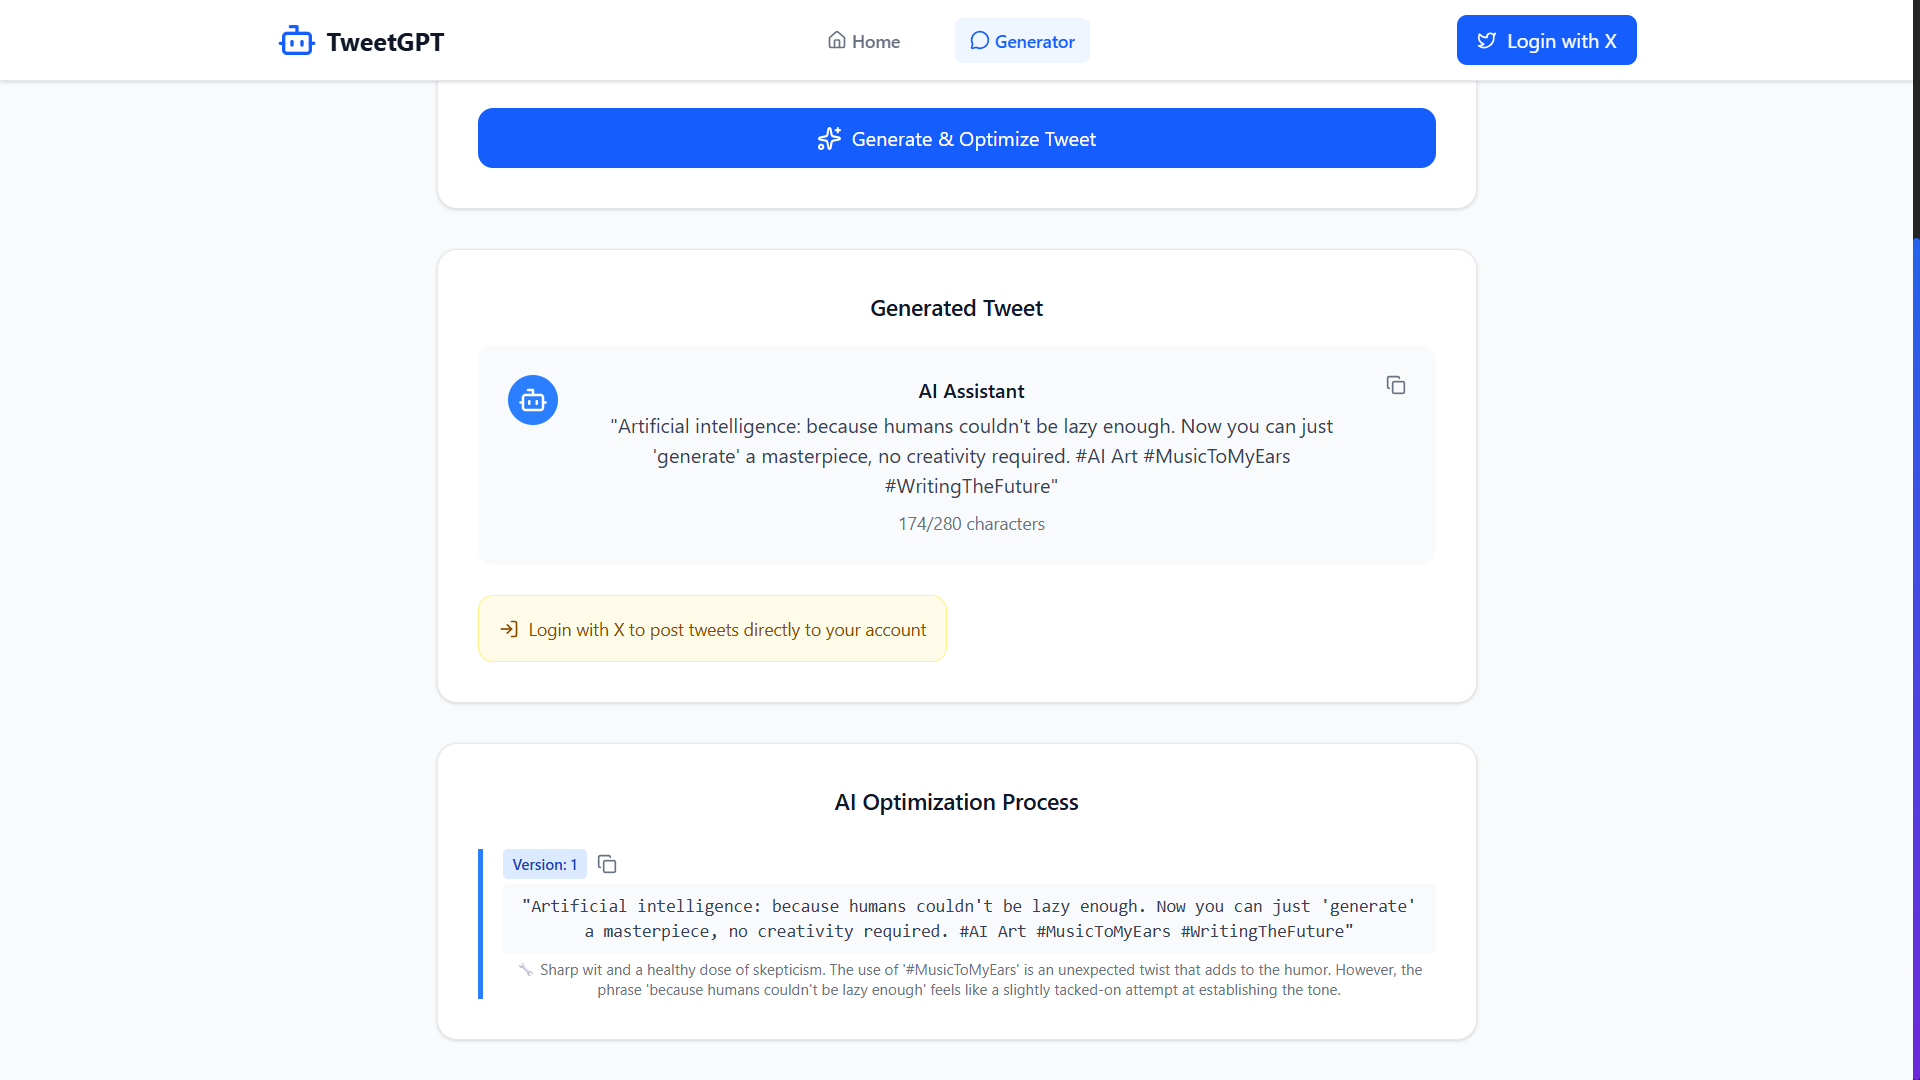 TweetGPT
Home
Generator
Login with X
Generate & Optimize Tweet
Generated Tweet
AI Assistant
"Artificial intelligence: because humans couldn't be lazy enough. Now you can just
'generate' a masterpiece, no creativity required. #AI Art #MusicToMyEars
#WritingTheFuture"
174/280 characters
Login with X to post tweets directly to your account
AI Optimization Process
Version: 1
"Artificial intelligence: because humans couldn't be lazy enough. Now you can just 'generate'
a masterpiece, no creativity required. #AI Art #MusicToMyEars #WritingTheFuture"
Sharp wit and a healthy dose of skepticism. The use of '#MusicToMyEars' is an unexpected twist that adds to the humor. However, the
phrase 'because humans couldn't be lazy enough' feels like a slightly tacked-on attempt at establishing the tone.